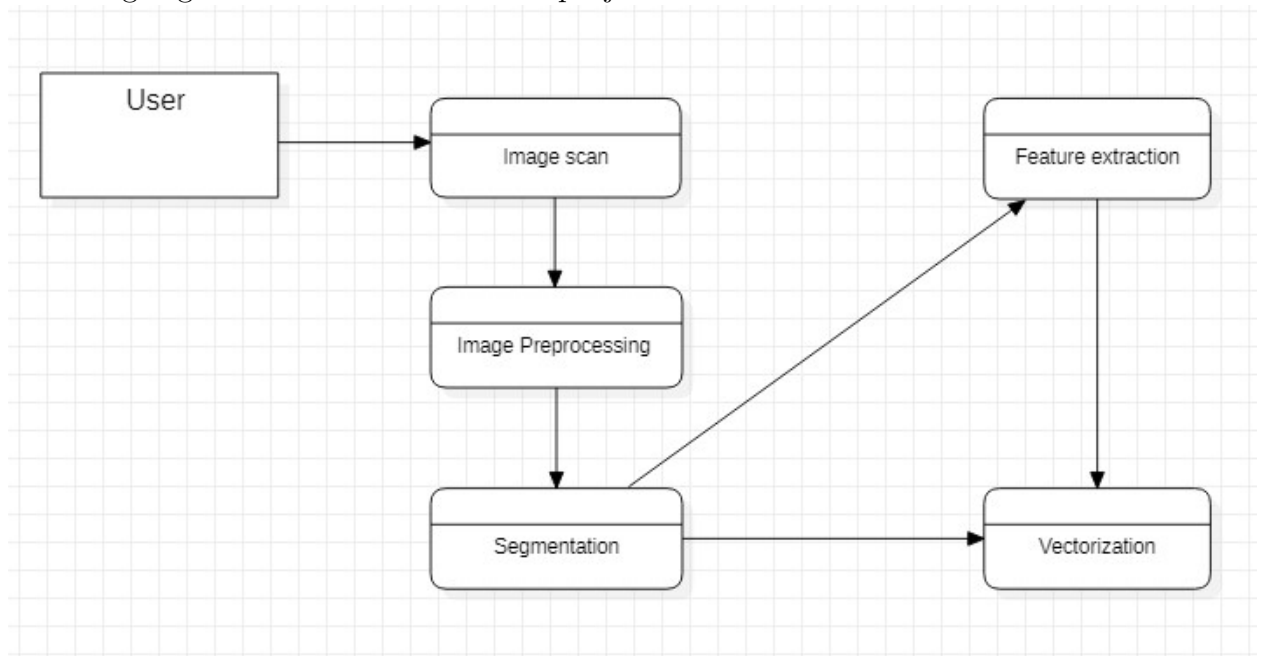 User
Image scan
Feature extraction
Image Preprocessing
Segmentation
Vectorization